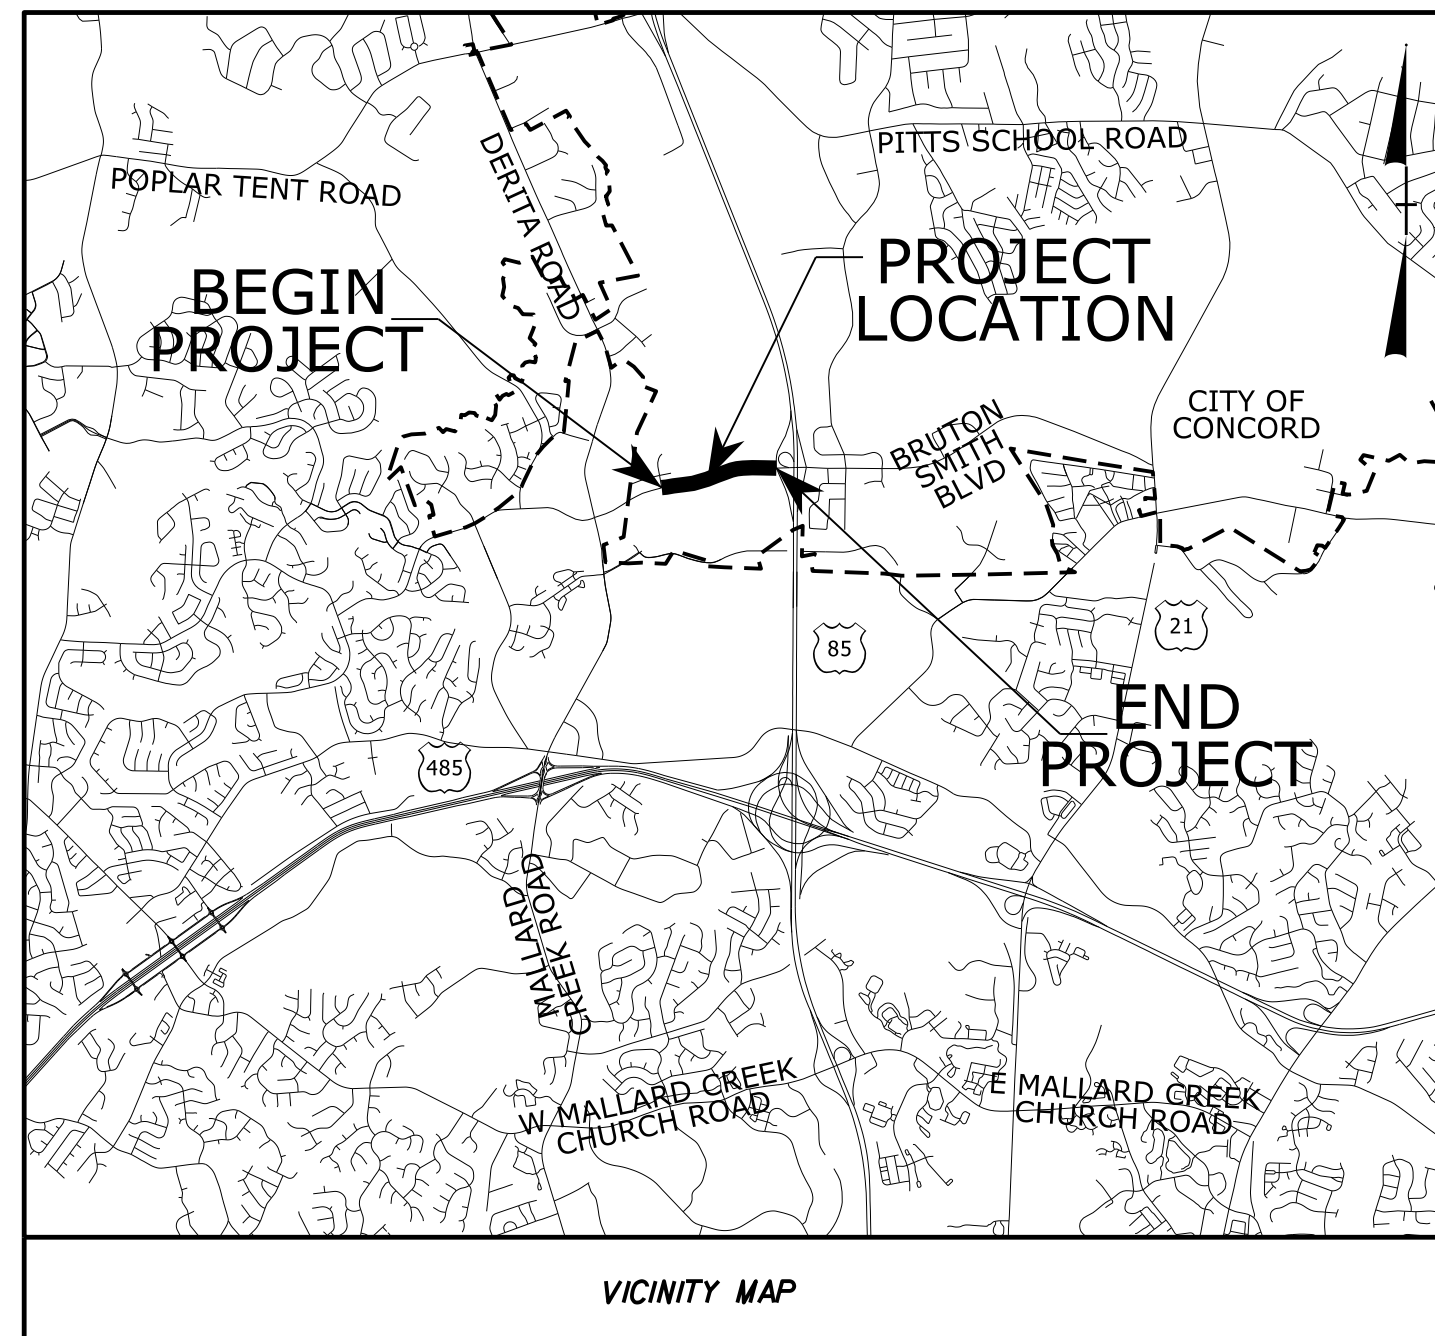 PITTS SCHOOL ROAD
POPLAR TENT ROAD
DERITA ROAD
BEGIN
PROJECT
PROJECT
LOCATION
CITY OF
CONCORD
BRUTON
SMITH
BLVD
85
21
END
PROJECT
485
MALLARD
CREEK ROAD
W MALLARD CREEK
CHURCH ROAD
E MALLARD CREEK
CHURCH ROAD
VICINITY MAP